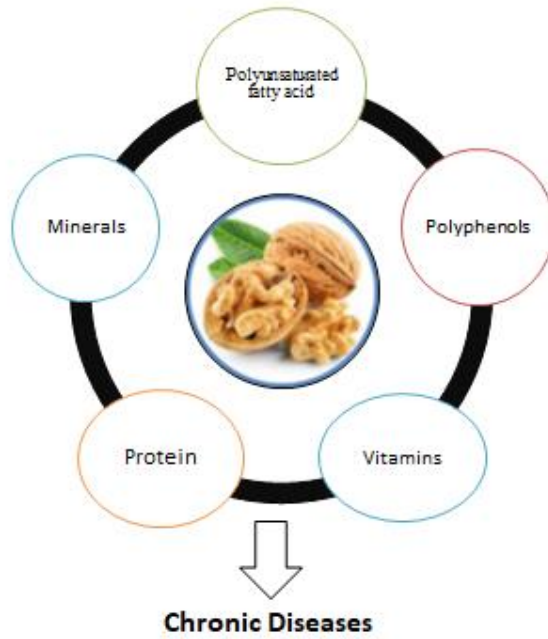 Polyunsaturated
fatty acid
Minerals
Polyphenols
Protein
Vitamins
Chronic Diseases